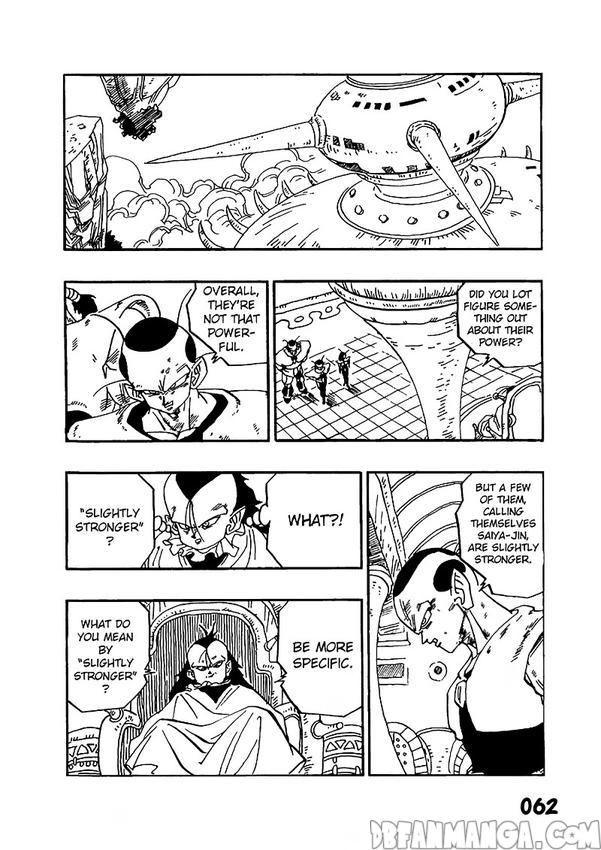 DID YOU LOT
FIGURE SOME-
THING OUT
ABOUT THEIR
POWER?
OVERALL,
THEY'RE
NOT THAT
POWER-
FUL.
BUT A FEW
OF THEM,
CALLING
THEMSELVES
SAIYA-JIN,
ARE SLIGHTLY
STRONGER.
WHAT?!
"SLIGHTLY
STRONGER"
?
BE MORE
SPECIFIC.
WHAT DO
YOU MEAN
BY
"SLIGHTLY
STRONGER"
?
062
DBFANMANGA.COM